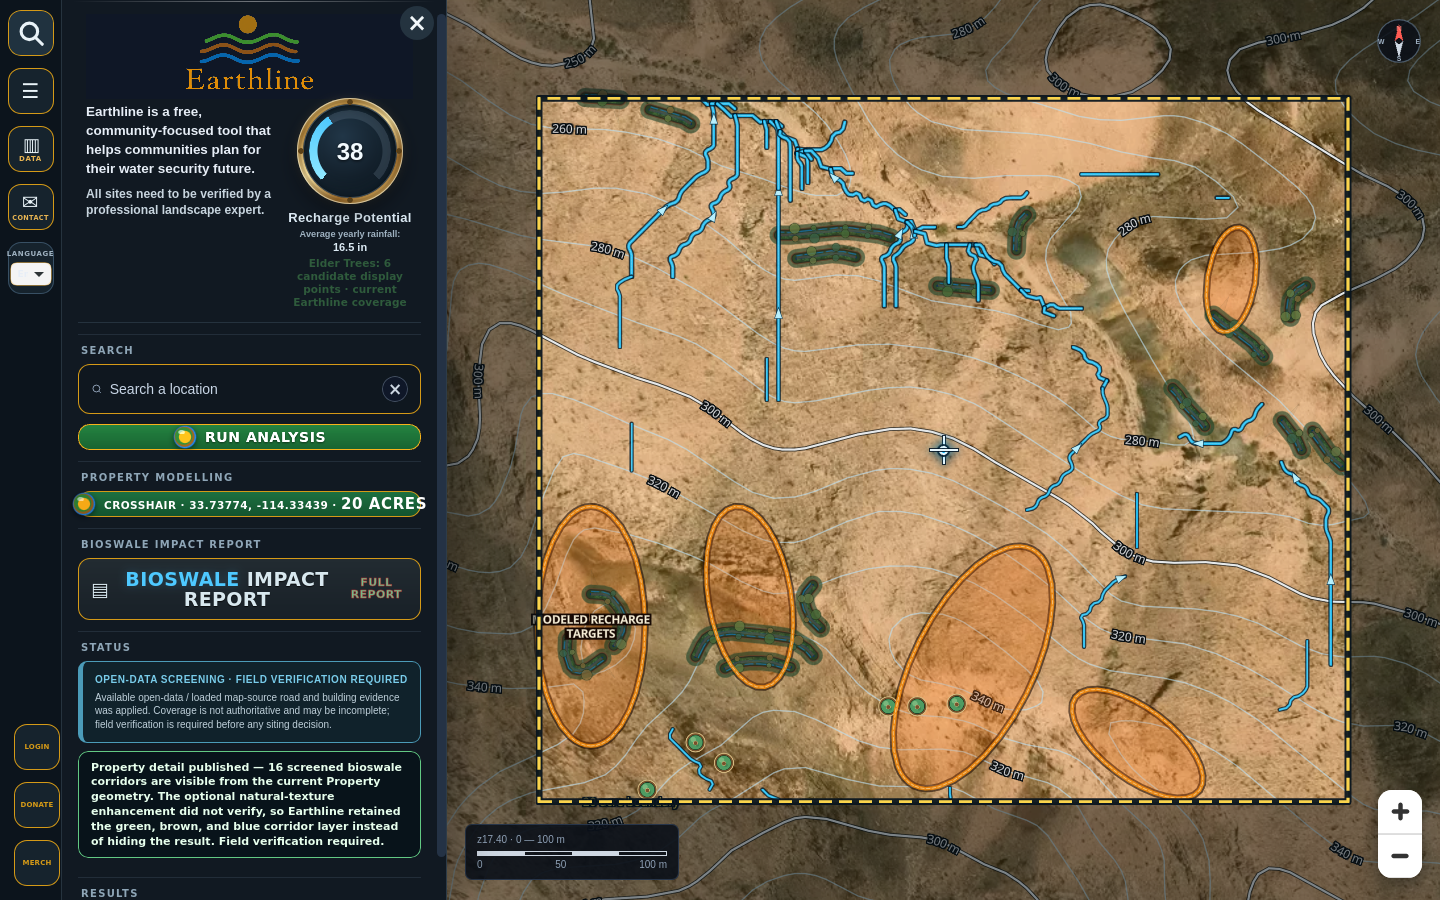 Earthline
Earthline is a free,
community-focused tool that
helps communities plan for
their water security future.
All sites need to be verified by a
professional landscape expert.
38
Recharge Potential
Average yearly rainfall:
16.5 in
Elder Trees: 6
candidate display
points · current
Earthline coverage
DATA
CONTACT
LANGUAGE
LOGIN
DONATE
MERCH
SEARCH
Search a location
RUN ANALYSIS
PROPERTY MODELLING
CROSSHAIR · 33.73774, -114.33439 · 20 ACRES
BIOSWALE IMPACT REPORT
BIOSWALE IMPACT
REPORT
FULL
REPORT
STATUS
OPEN-DATA SCREENING · FIELD VERIFICATION REQUIRED
Available open-data / loaded map-source road and building evidence
was applied. Coverage is not authoritative and may be incomplete;
field verification is required before any siting decision.
Property detail published — 16 screened bioswale
corridors are visible from the current Property
geometry. The optional natural-texture
enhancement did not verify, so Earthline retained
the green, brown, and blue corridor layer instead
of hiding the result. Field verification required.
RESULTS
250 m
280 m
300 m
300 m
W
E
S
260 m
280 m
280 m
300 m
300 m
300 m
280 m
300 m
320 m
300 m
320 m
300 m
ODELED RECHARGE
TARGETS
340 m
340 m
320 m
320 m
320 m
300 m
340 m
z17.40 · 0 — 100 m
0
50
100 m